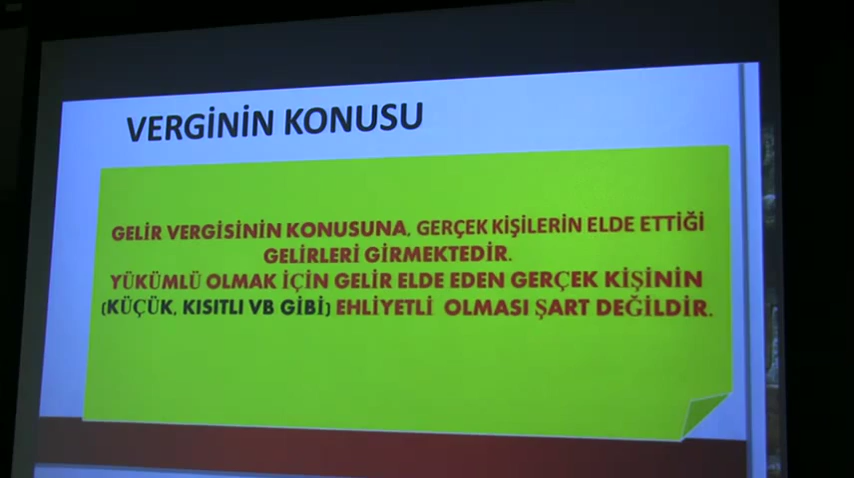 VERGİNİN KONUSU
GELİR VERGİSİNİN KONUSUNA, GERÇEK KİŞİLERİN ELDE ETTİĞİ
GELİRLERİ GİRMEKTEDİR.
YÜKÜMLÜ OLMAK İÇİN GELİR ELDE EDEN GERÇEK KİŞİNİN
(KÜÇÜK, KISITLI VB GİBİ) EHLİYETLİ OLMASI ŞART DEĞİLDİR.